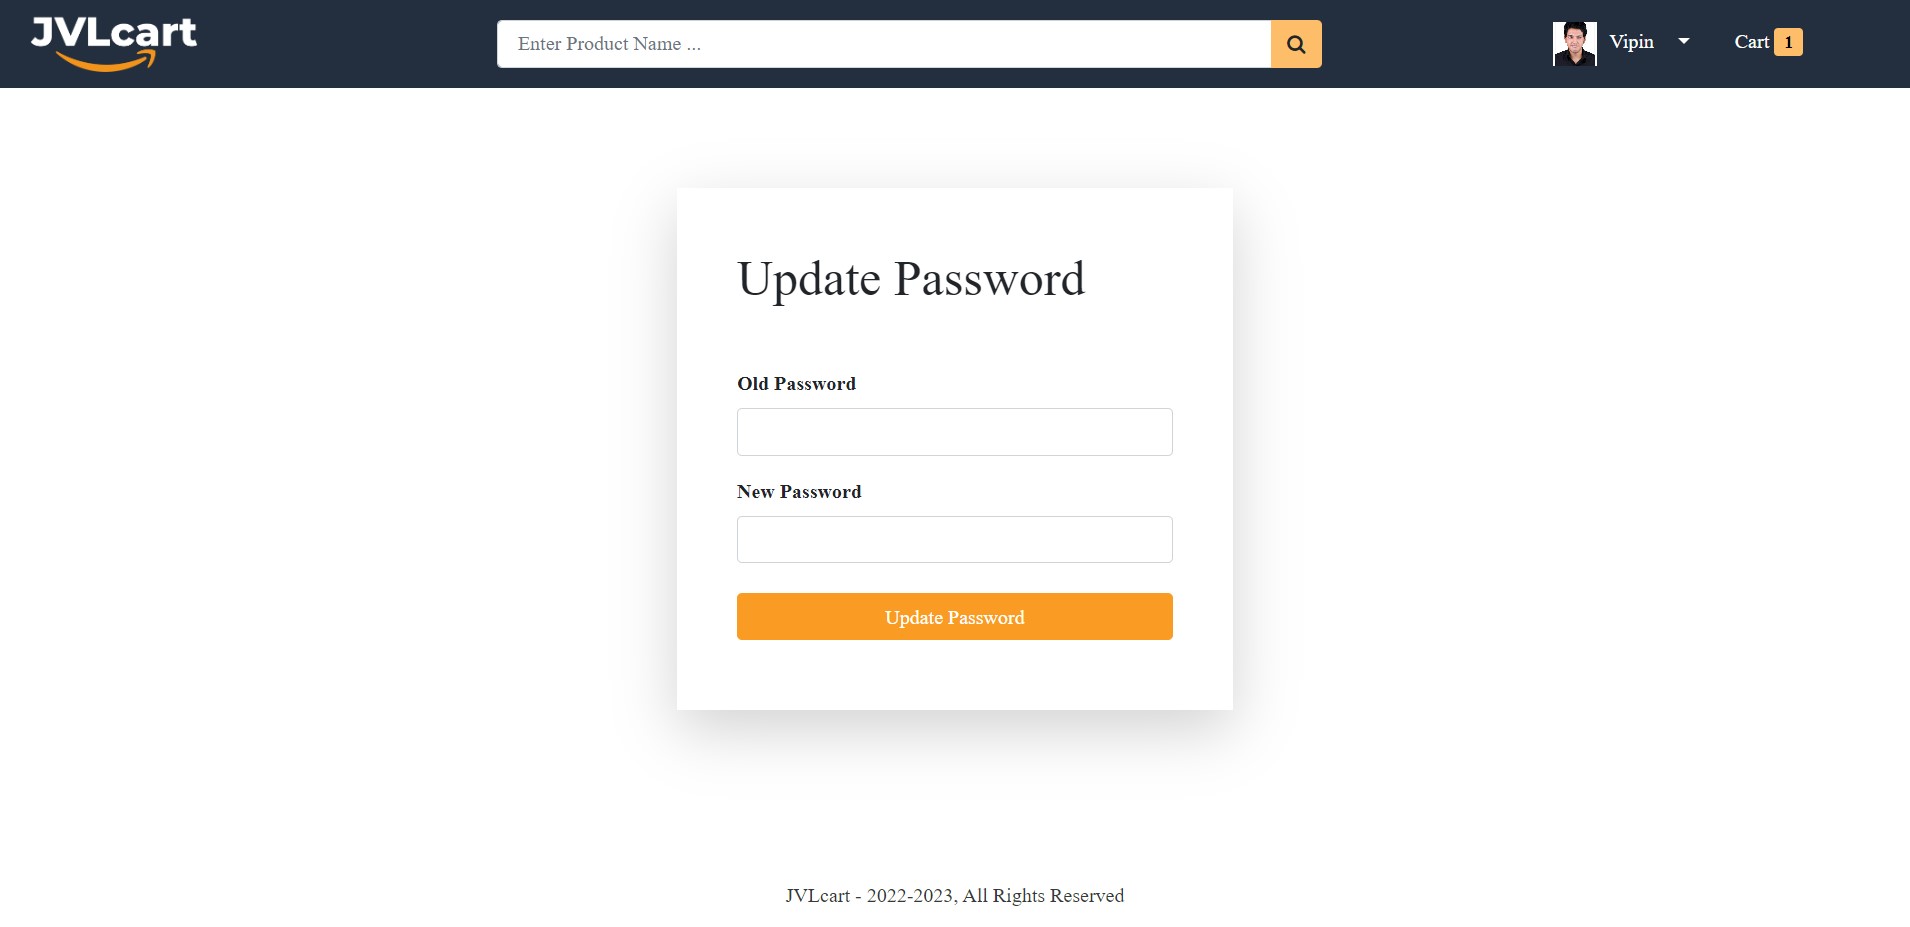 JVLcart
Enter Product Name ...
Vipin
Cart 1
Update Password
Old Password
New Password
Update Password
JVLcart - 2022-2023, All Rights Reserved